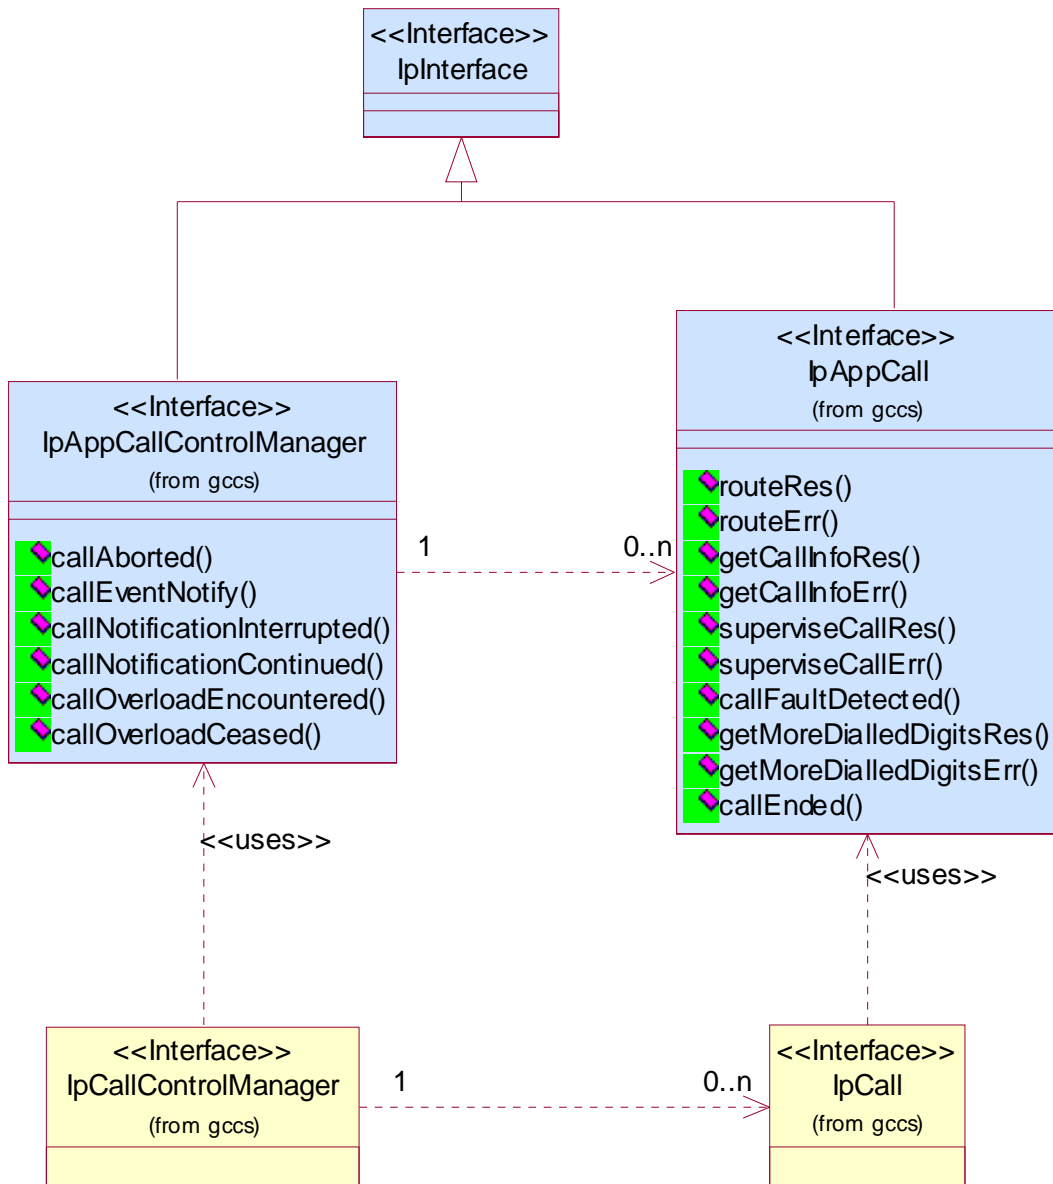 <<Interface>>
IpInterface
<<Interface>>
IpAppCall
(from gccs)
routeRes()
routeErr()
getCallInfoRes()
getCallInfoErr()
superviseCallRes()
superviseCallErr()
callFaultDetected()
getMoreDialledDigitsRes()
getMoreDialledDigitsErr()
callEnded()
<<Interface>>
IpAppCallControlManager
(from gccs)
callAborted()
callEventNotify()
callNotificationInterrupted()
callNotificationContinued()
callOverloadEncountered()
callOverloadCeased()
1
0..n
<<uses>>
<<uses>>
<<Interface>>
IpCallControlManager
(from gccs)
1
0..n
<<Interface>>
IpCall
(from gccs)